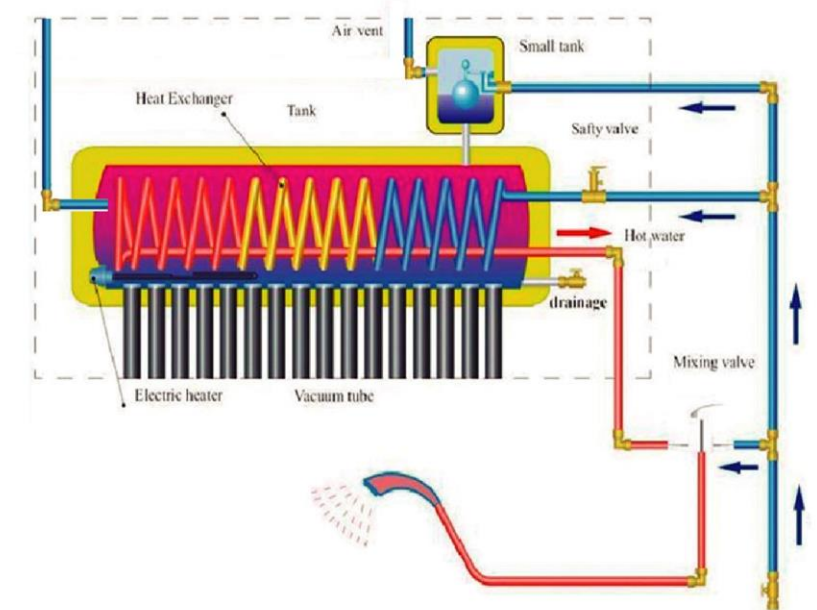 Air vent
Small tank
Heat Exchanger
Tank
Safty valve
Hot water
drainage
Mixing valve
Electric heater
Vacuum tube